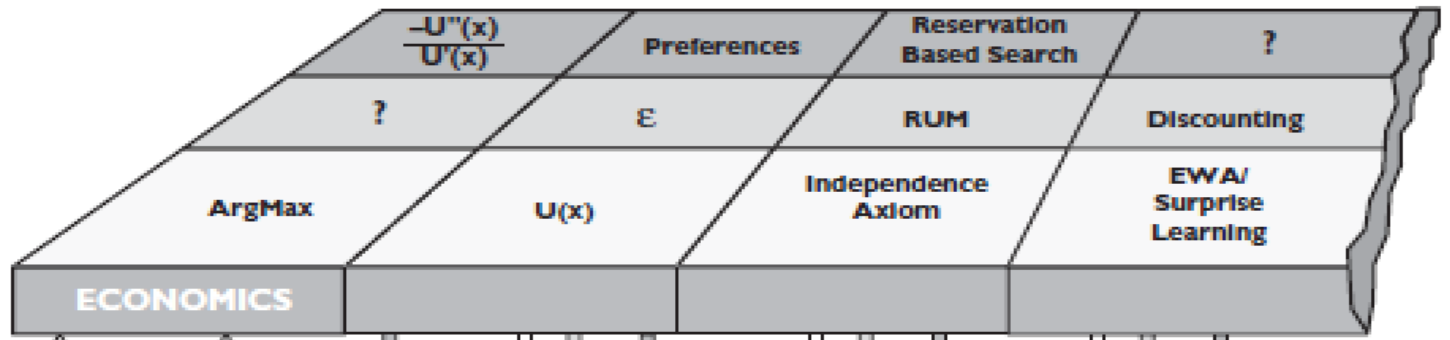 –U"(x)
U'(x)
Preferences
Reservation
Based Search
?
?
ε
RUM
Discounting
ArgMax
U(x)
Independence
Axiom
EWA/
Surprise
Learning
ECONOMICS